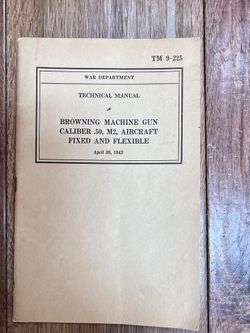 TM 9-225
WAR DEPARTMENT
TECHNICAL MANUAL
BROWNING MACHINE GUN
CALIBER .50, M2, AIRCRAFT
FIXED AND FLEXIBLE
April 30, 1942